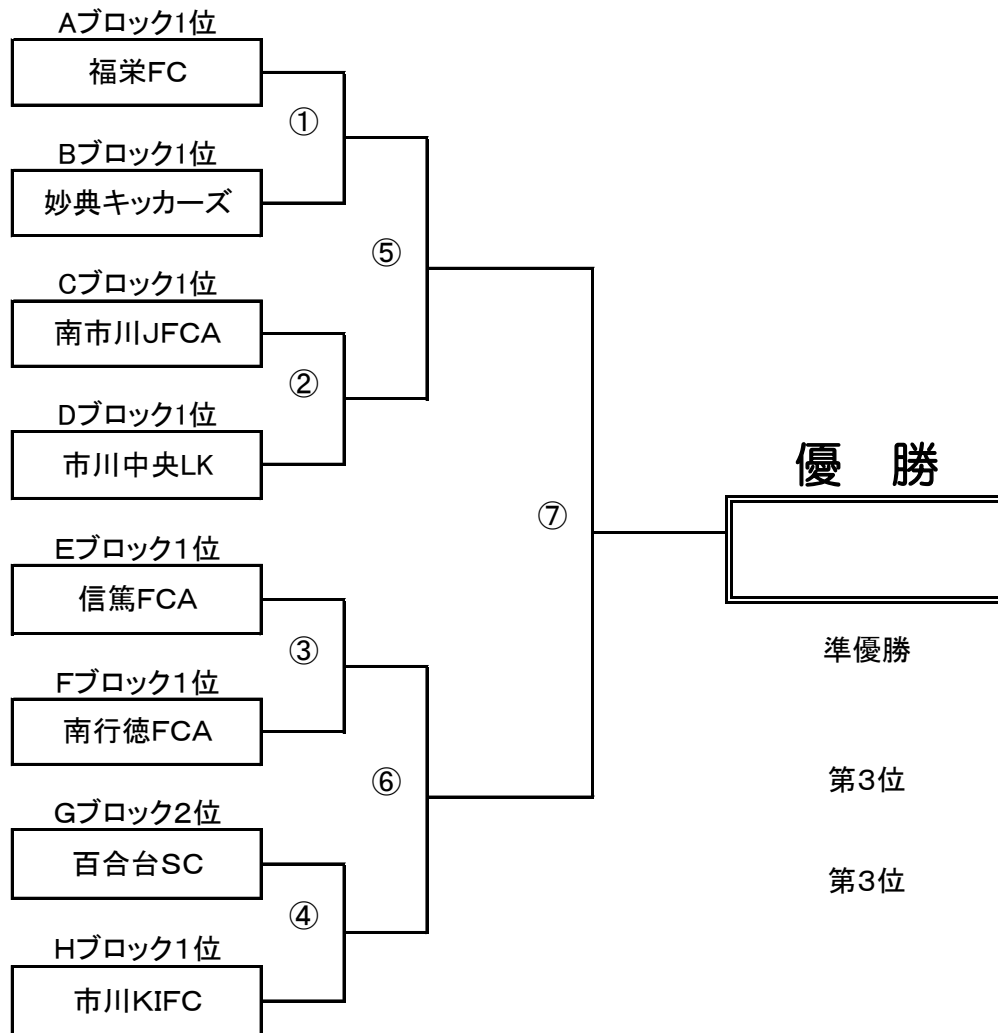 Aブロック1位
福栄FC
①
Bブロック1位
妙典キッカーズ
⑤
Cブロック1位
南市川JFCA
②
Dブロック1位
市川中央LK
優 勝
⑦
Eブロック1位
信篤FCA
③
準優勝
Fブロック1位
南行徳FCA
⑥
第3位
Gブロック2位
百合台SC
第3位
④
Hブロック1位
市川KIFC